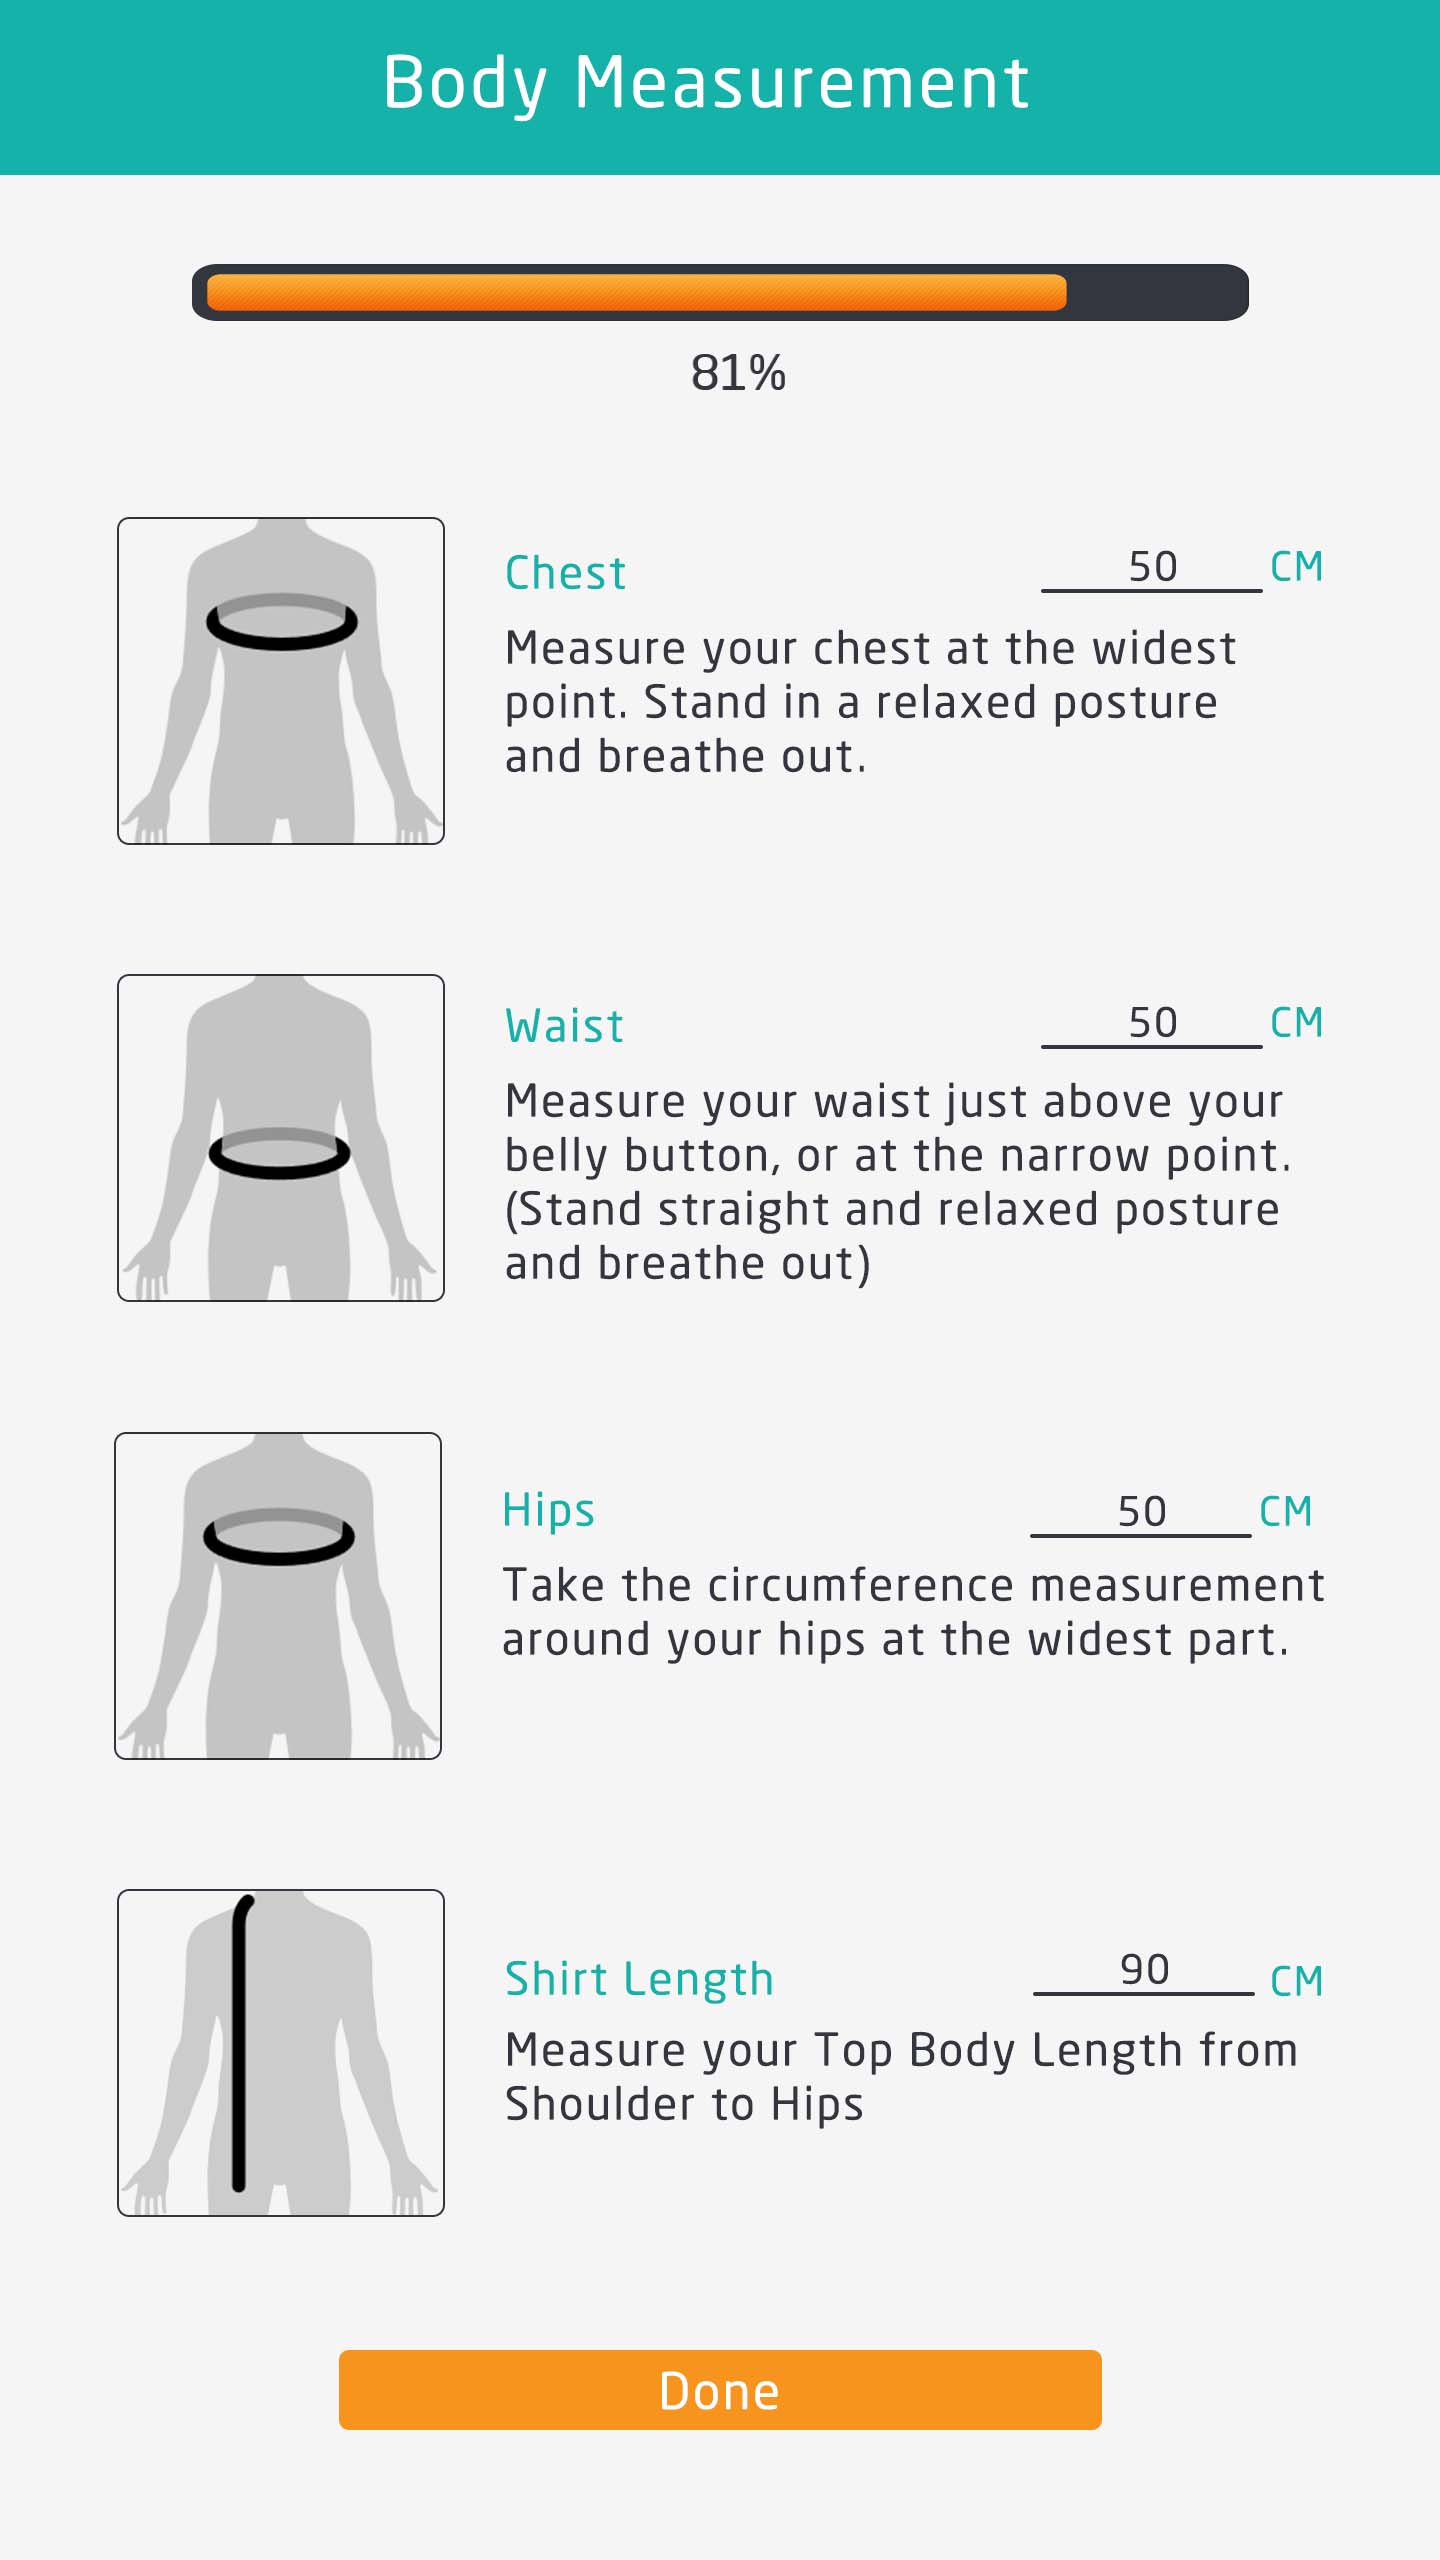 Body Measurement
81%
Chest
50 CM
Measure your chest at the widest
point. Stand in a relaxed posture
and breathe out.
Waist
50 CM
Measure your waist just above your
belly button, or at the narrow point.
(Stand straight and relaxed posture
and breathe out)
Hips
50 CM
Take the circumference measurement
around your hips at the widest part.
Shirt Length
90 CM
Measure your Top Body Length from
Shoulder to Hips
Done